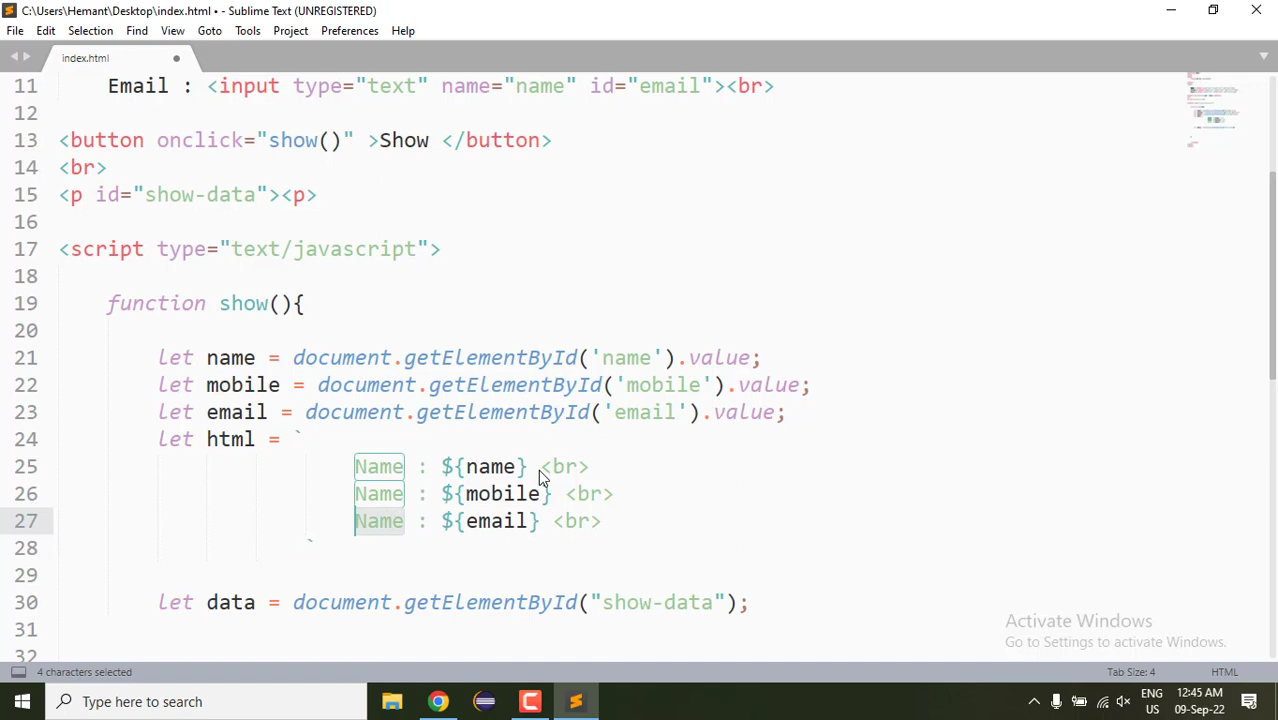 C:\Users\Hemant\Desktop\index.html • - Sublime Text (UNREGISTERED)
File Edit Selection Find View Goto Tools Project Preferences Help
index.html
11 Email : <input type="text" name="name" id="email"><br>
12
13 <button onclick="show()" >Show </button>
14 <br>
15 <p id="show-data"><p>
16
17 <script type="text/javascript">
18
19 function show(){
20
21 let name = document.getElementById('name').value;
22 let mobile = document.getElementById('mobile').value;
23 let email = document.getElementById('email').value;
24 let html = `
25 Name : ${name} <br>
26 Name : ${mobile} <br>
27 Name : ${email} <br>
28 `
29
30 let data = document.getElementById("show-data");
31
32
Activate Windows
Go to Settings to activate Windows.
4 characters selected Tab Size: 4 HTML
Type here to search
ENG
US
12:45 AM
09-Sep-22